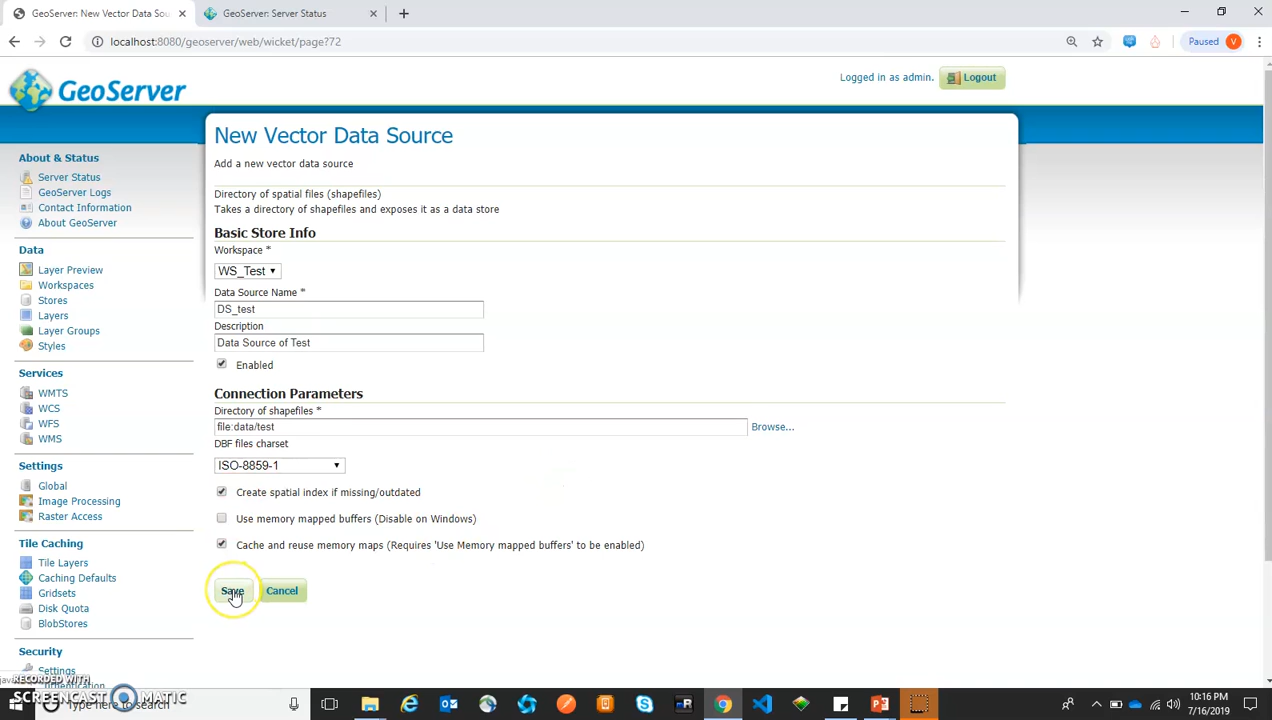 GeoServer: New Vector Data Sou
GeoServer: Server Status
localhost:8080/geoserver/web/wicket/page?72
Paused
V
GeoServer
Logged in as admin.
Logout
About & Status
Server Status
GeoServer Logs
Contact Information
About GeoServer
Data
Layer Preview
Workspaces
Stores
Layers
Layer Groups
Styles
Services
WMTS
WCS
WFS
WMS
Settings
Global
Image Processing
Raster Access
Tile Caching
Tile Layers
Caching Defaults
Gridsets
Disk Quota
BlobStores
Security
Settings
Authentication
New Vector Data Source
Add a new vector data source
Directory of spatial files (shapefiles)
Takes a directory of shapefiles and exposes it as a data store
Basic Store Info
Workspace *
WS_Test
Data Source Name *
DS_test
Description
Data Source of Test
Enabled
Connection Parameters
Directory of shapefiles *
file:data/test
Browse...
DBF files charset
ISO-8859-1
Create spatial index if missing/outdated
Use memory mapped buffers (Disable on Windows)
Cache and reuse memory maps (Requires 'Use Memory mapped buffers' to be enabled)
Save
Cancel
RECORDED WITH
SCREENCAST MATIC
Type here to search
10:16 PM
7/16/2019